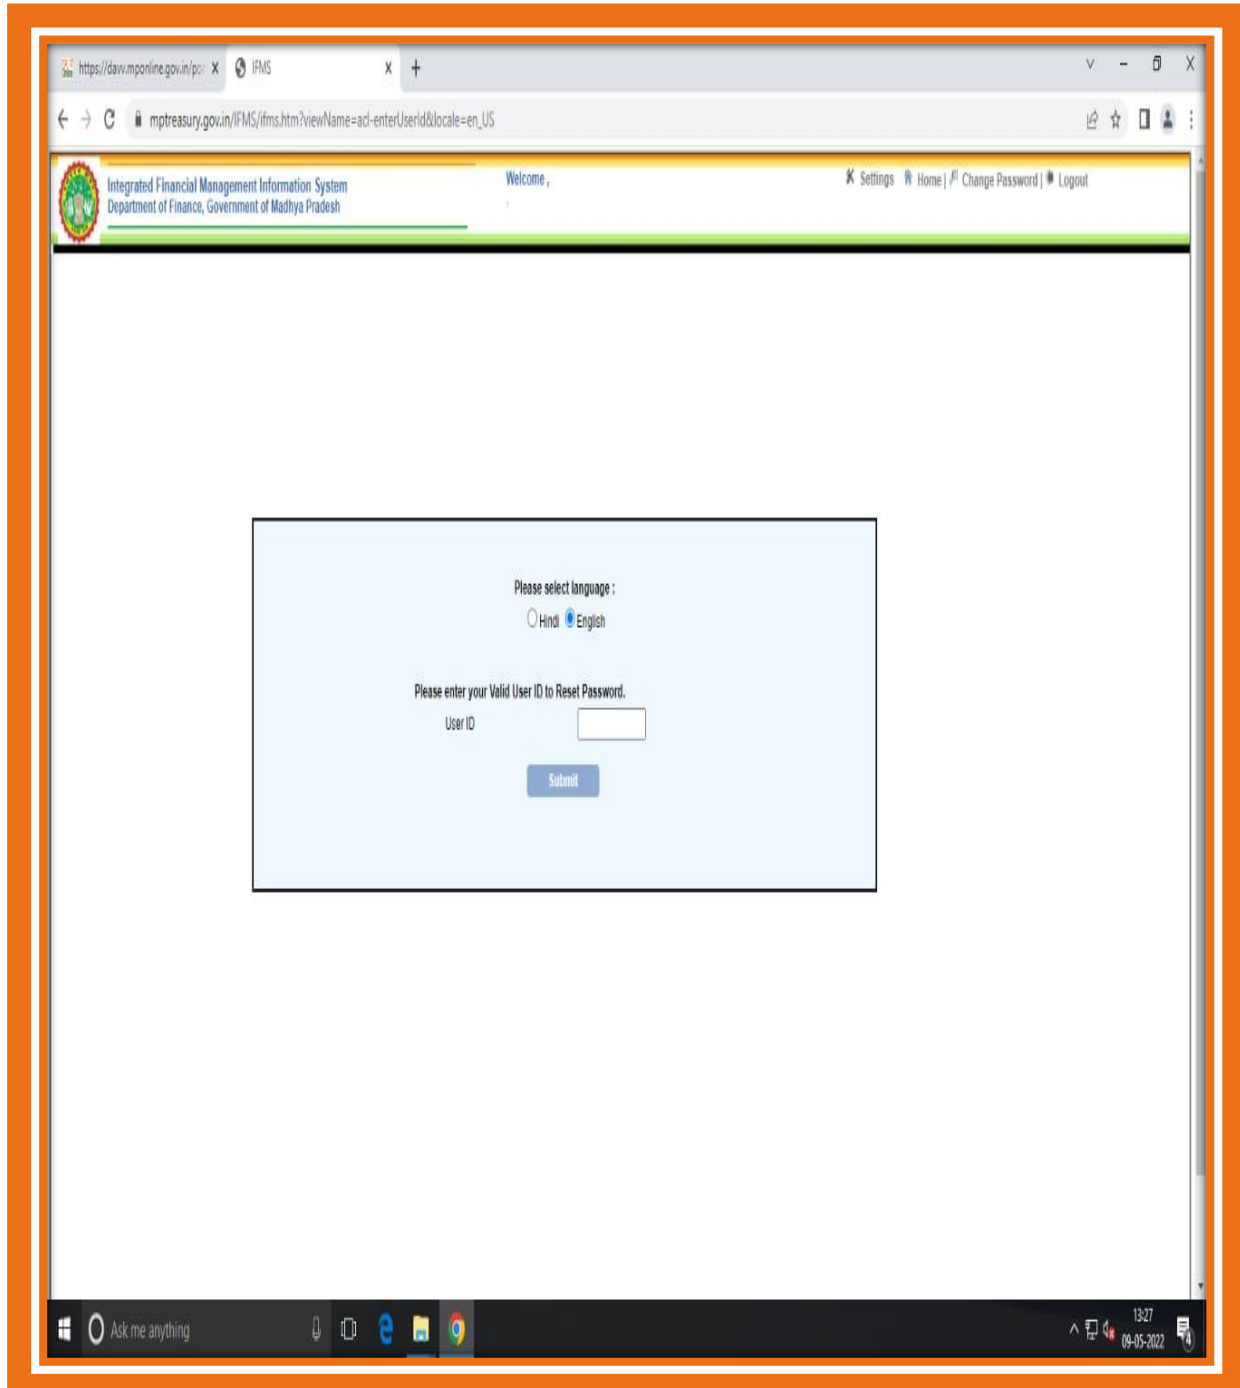 https://davv.mponline.gov.in/por
IFMS
mptreasury.gov.in/IFMS/ifms.htm?viewName=acl-enterUserId&locale=en_US
Integrated Financial Management Information System
Department of Finance, Government of Madhya Pradesh
Welcome ,
.
Settings Home | Change Password | Logout
Please select language :
Hindi English
Please enter your Valid User ID to Reset Password.
User ID
Submit
Ask me anything
13:27
09-05-2022
4